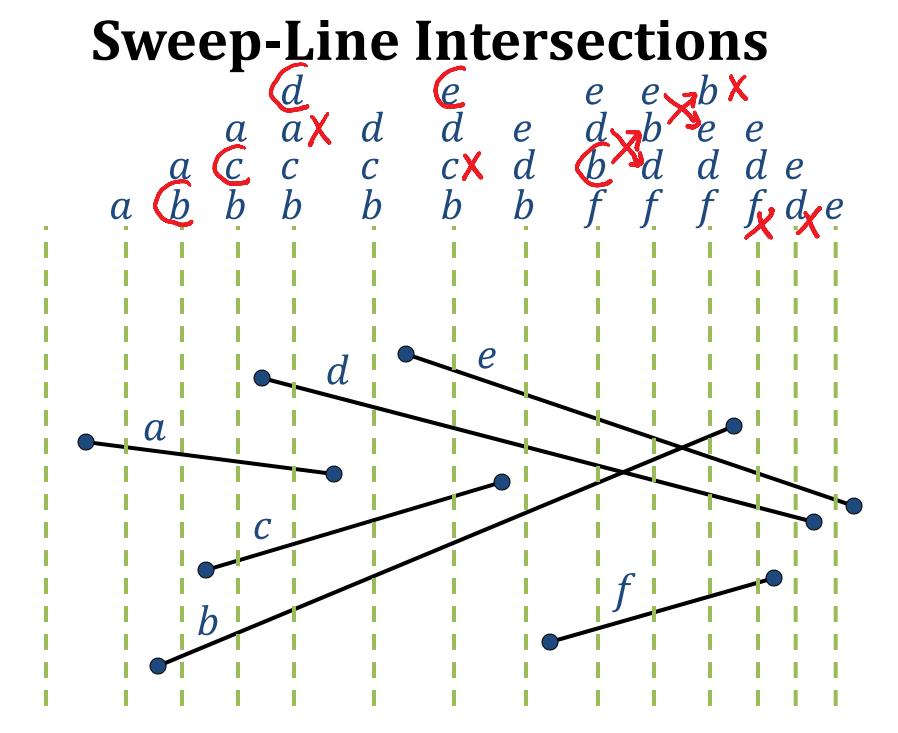 Sweep-Line Intersections
d e e e b x
a a x d d e d b e e
a c c c c x d b d d d e
a b b b b b b f f f f x d x e
d e
a
c
f
b